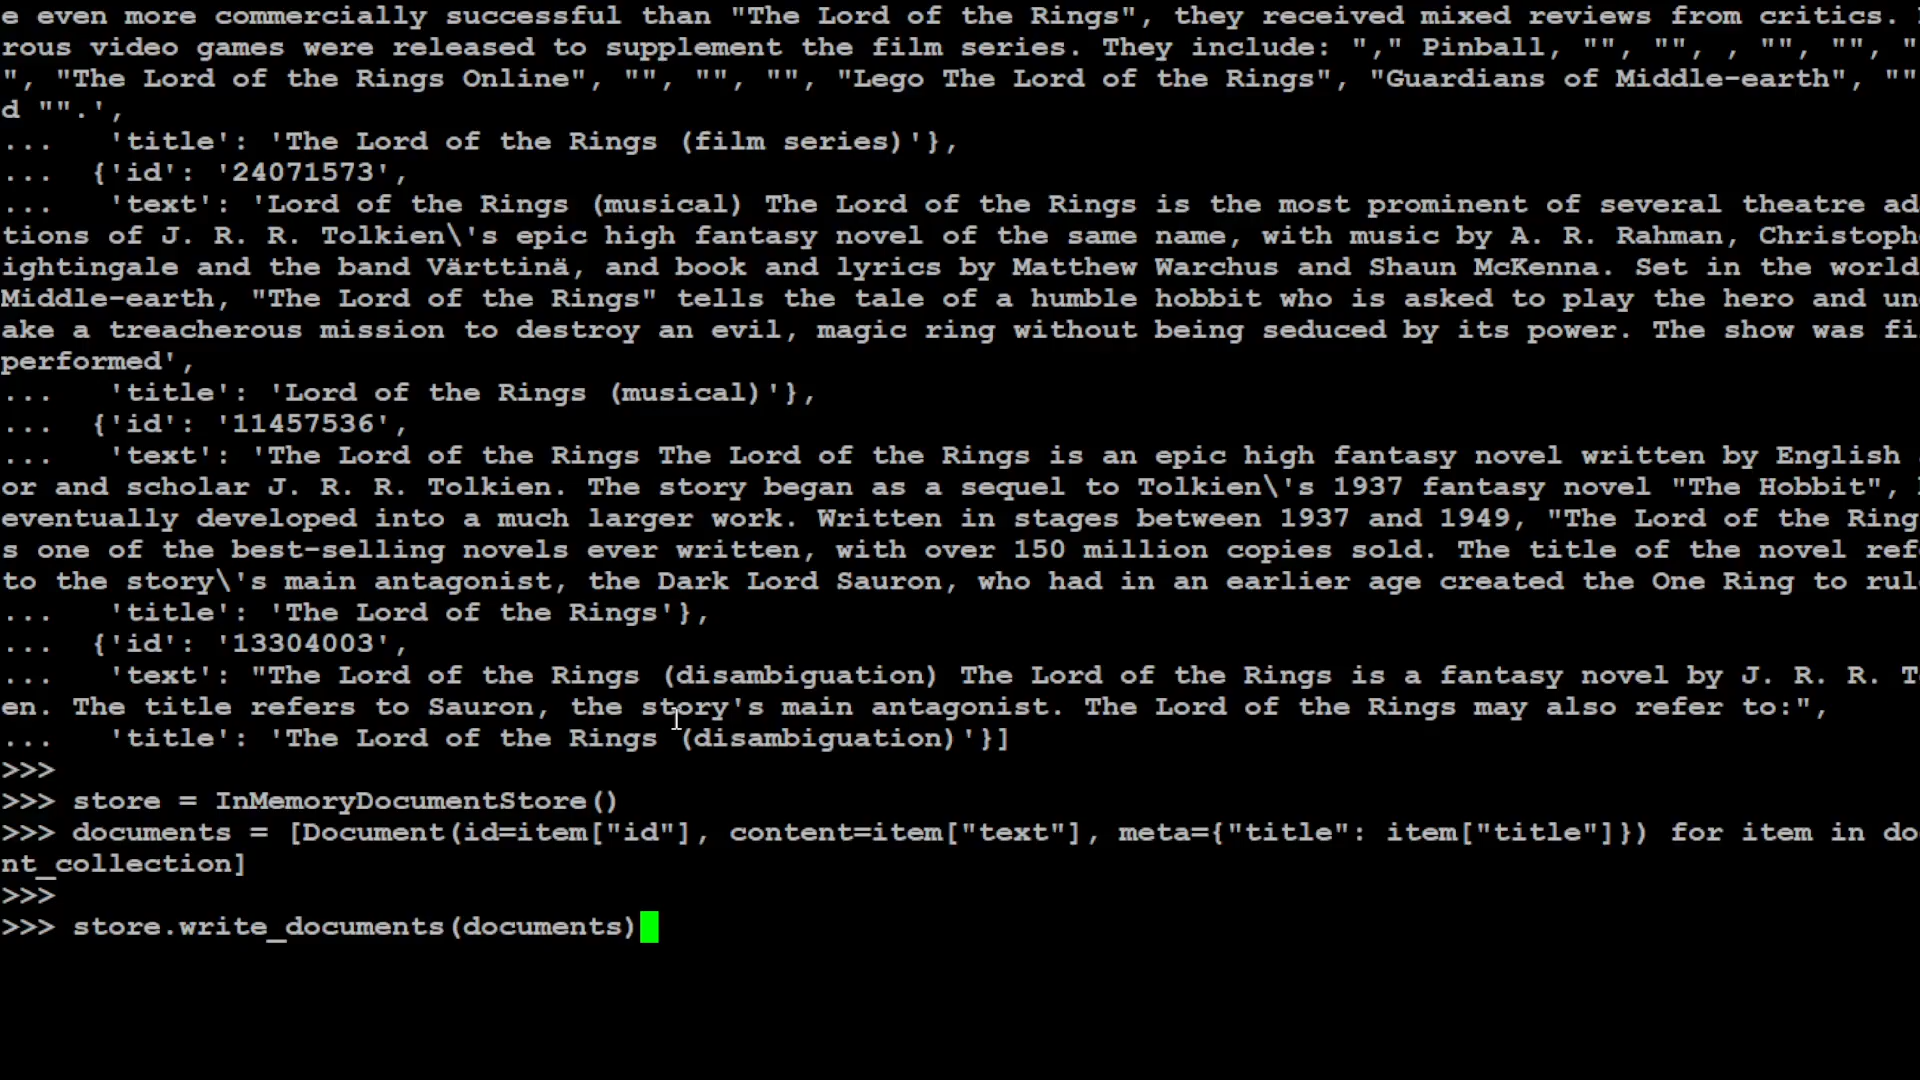 e even more commercially successful than "The Lord of the Rings", they received mixed reviews from critics.
rous video games were released to supplement the film series. They include: "," Pinball, "", "", , "", "", "
", "The Lord of the Rings Online", "", "", "", "Lego The Lord of the Rings", "Guardians of Middle-earth", ""
d "".',
...    'title': 'The Lord of the Rings (film series)'},
...   {'id': '24071573',
...    'text': 'Lord of the Rings (musical) The Lord of the Rings is the most prominent of several theatre ad
tions of J. R. R. Tolkien\'s epic high fantasy novel of the same name, with music by A. R. Rahman, Christoph
ightingale and the band Värttinä, and book and lyrics by Matthew Warchus and Shaun McKenna. Set in the world
Middle-earth, "The Lord of the Rings" tells the tale of a humble hobbit who is asked to play the hero and un
ake a treacherous mission to destroy an evil, magic ring without being seduced by its power. The show was fi
performed',
...    'title': 'Lord of the Rings (musical)'},
...   {'id': '11457536',
...    'text': 'The Lord of the Rings The Lord of the Rings is an epic high fantasy novel written by English
or and scholar J. R. R. Tolkien. The story began as a sequel to Tolkien\'s 1937 fantasy novel "The Hobbit",
eventually developed into a much larger work. Written in stages between 1937 and 1949, "The Lord of the Ring
s one of the best-selling novels ever written, with over 150 million copies sold. The title of the novel ref
to the story\'s main antagonist, the Dark Lord Sauron, who had in an earlier age created the One Ring to rul
...    'title': 'The Lord of the Rings'},
...   {'id': '13304003',
...    'text': "The Lord of the Rings (disambiguation) The Lord of the Rings is a fantasy novel by J. R. R. T
en. The title refers to Sauron, the story's main antagonist. The Lord of the Rings may also refer to:",
...    'title': 'The Lord of the Rings (disambiguation)'}]
>>>
>>> store = InMemoryDocumentStore()
>>> documents = [Document(id=item["id"], content=item["text"], meta={"title": item["title"]}) for item in do
nt_collection]
>>>
>>> store.write_documents(documents)